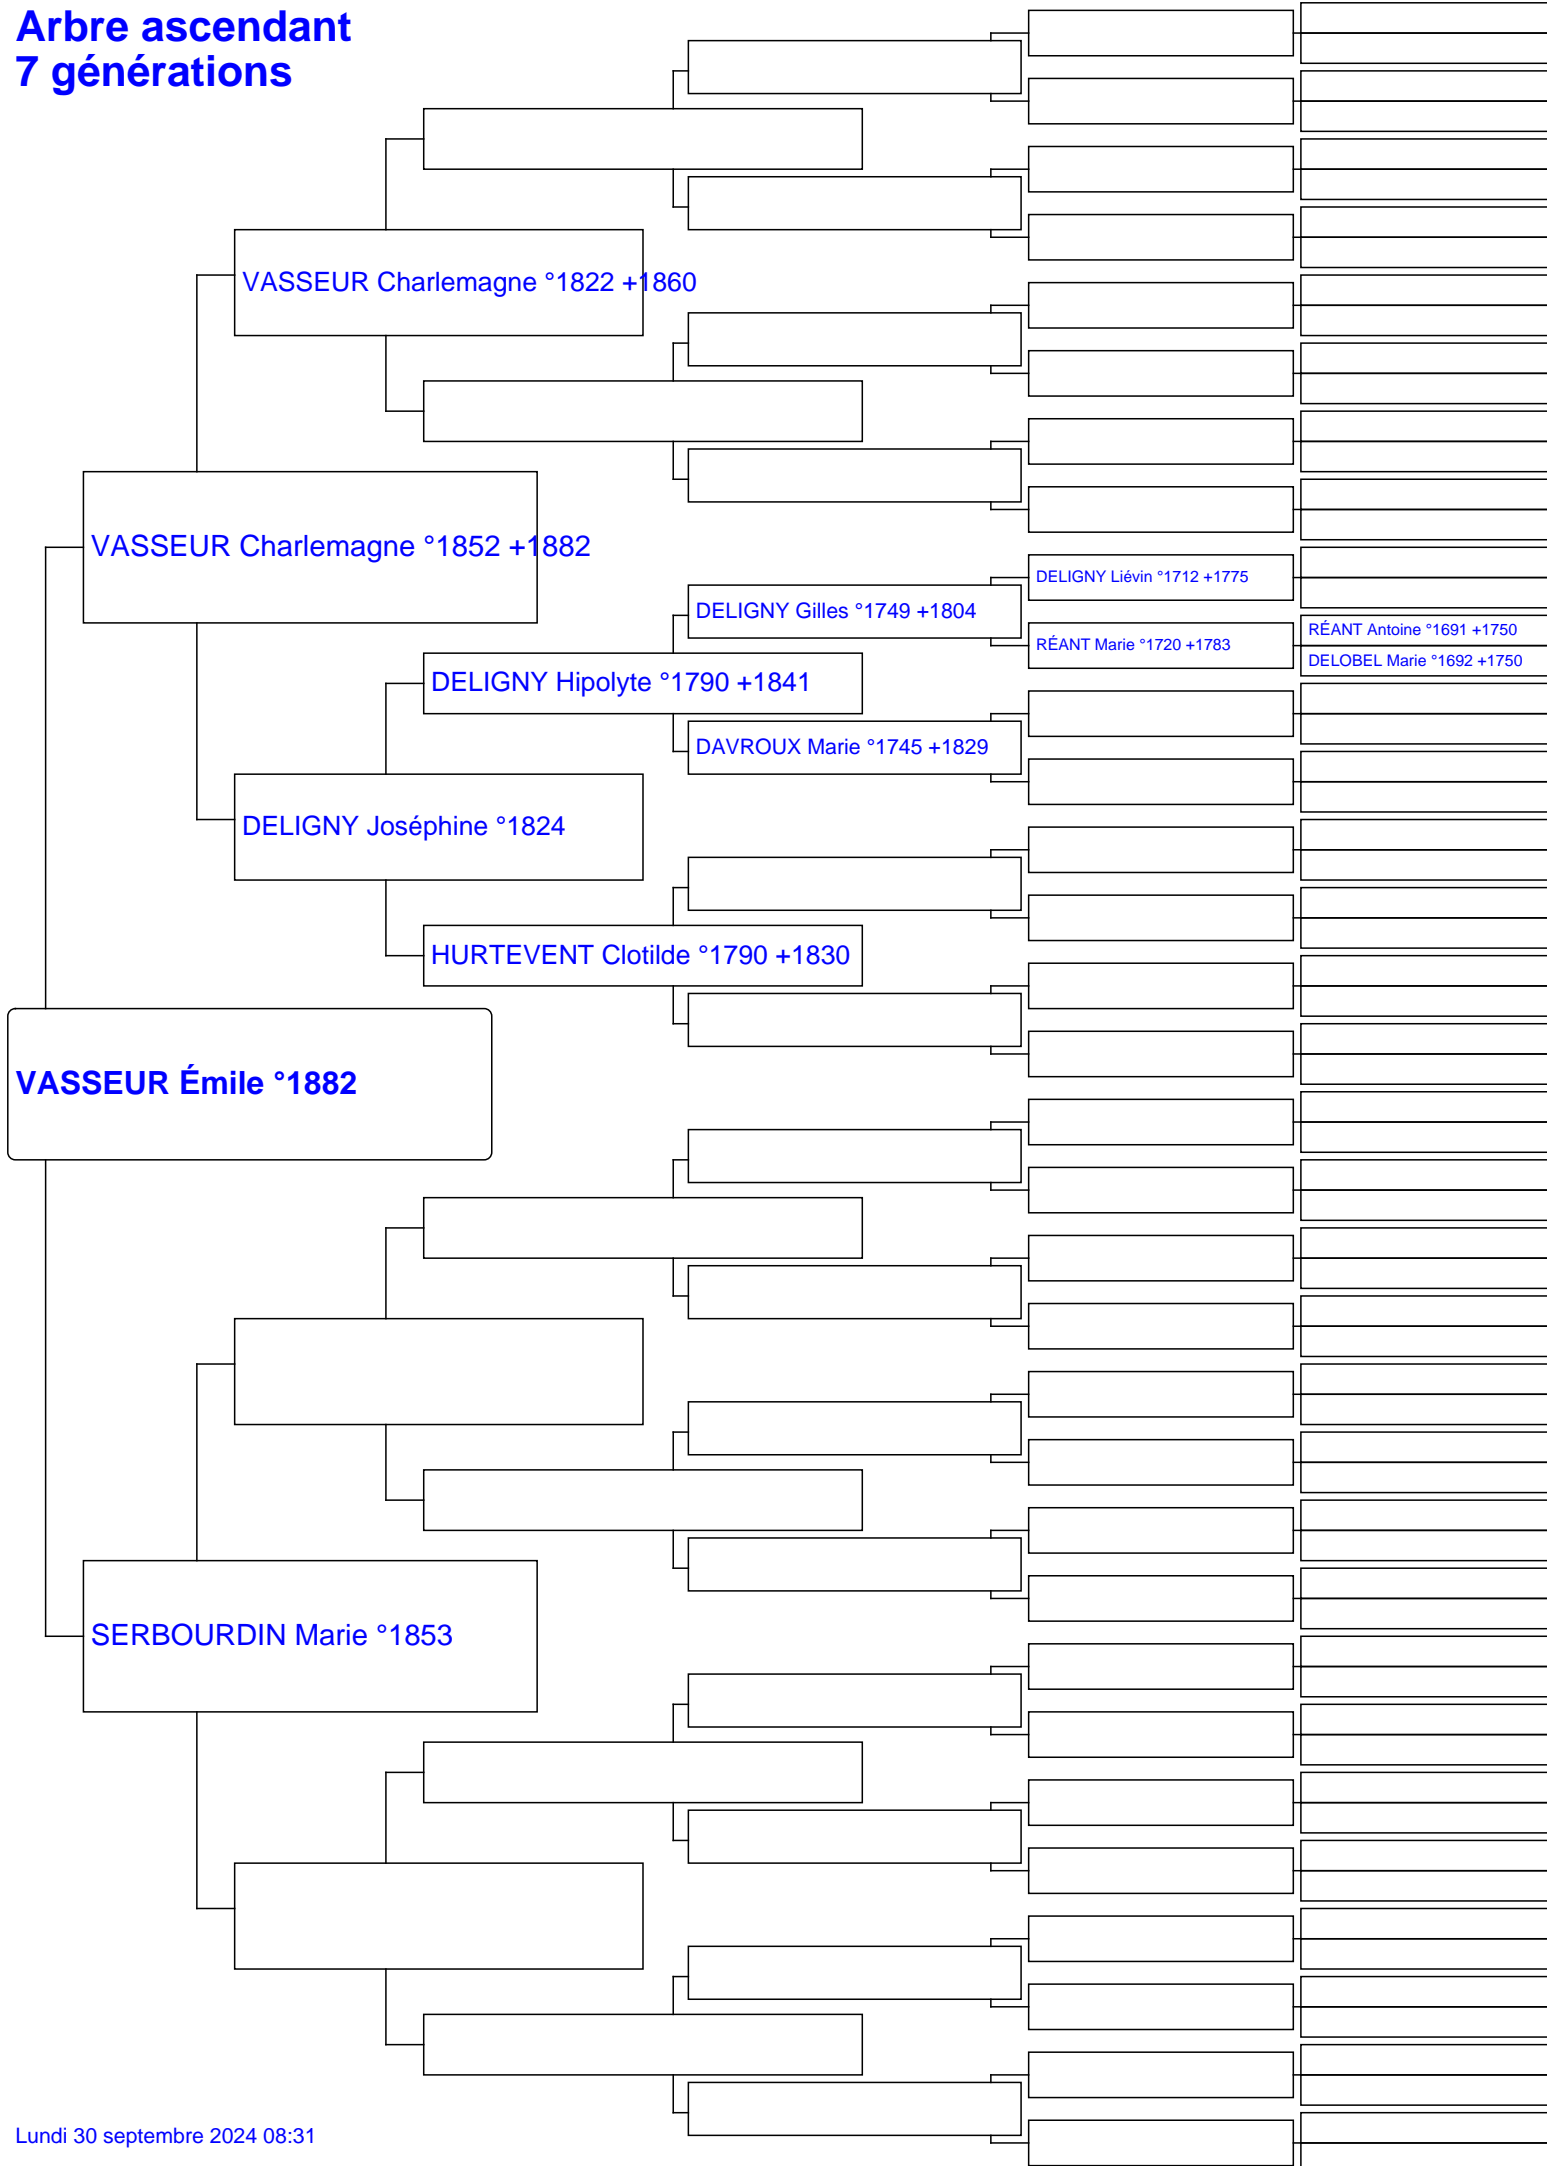 Arbre ascendant
7 générations
VASSEUR Charlemagne °1822 +1860
VASSEUR Charlemagne °1852 +1882
DELIGNY Liévin °1712 +1775
DELIGNY Gilles °1749 +1804
RÉANT Antoine °1691 +1750
RÉANT Marie °1720 +1783
DELOBEL Marie °1692 +1750
DELIGNY Hipolyte °1790 +1841
DAVROUX Marie °1745 +1829
DELIGNY Joséphine °1824
HURTEVENT Clotilde °1790 +1830
VASSEUR Émile °1882
SERBOURDIN Marie °1853
Lundi 30 septembre 2024 08:31